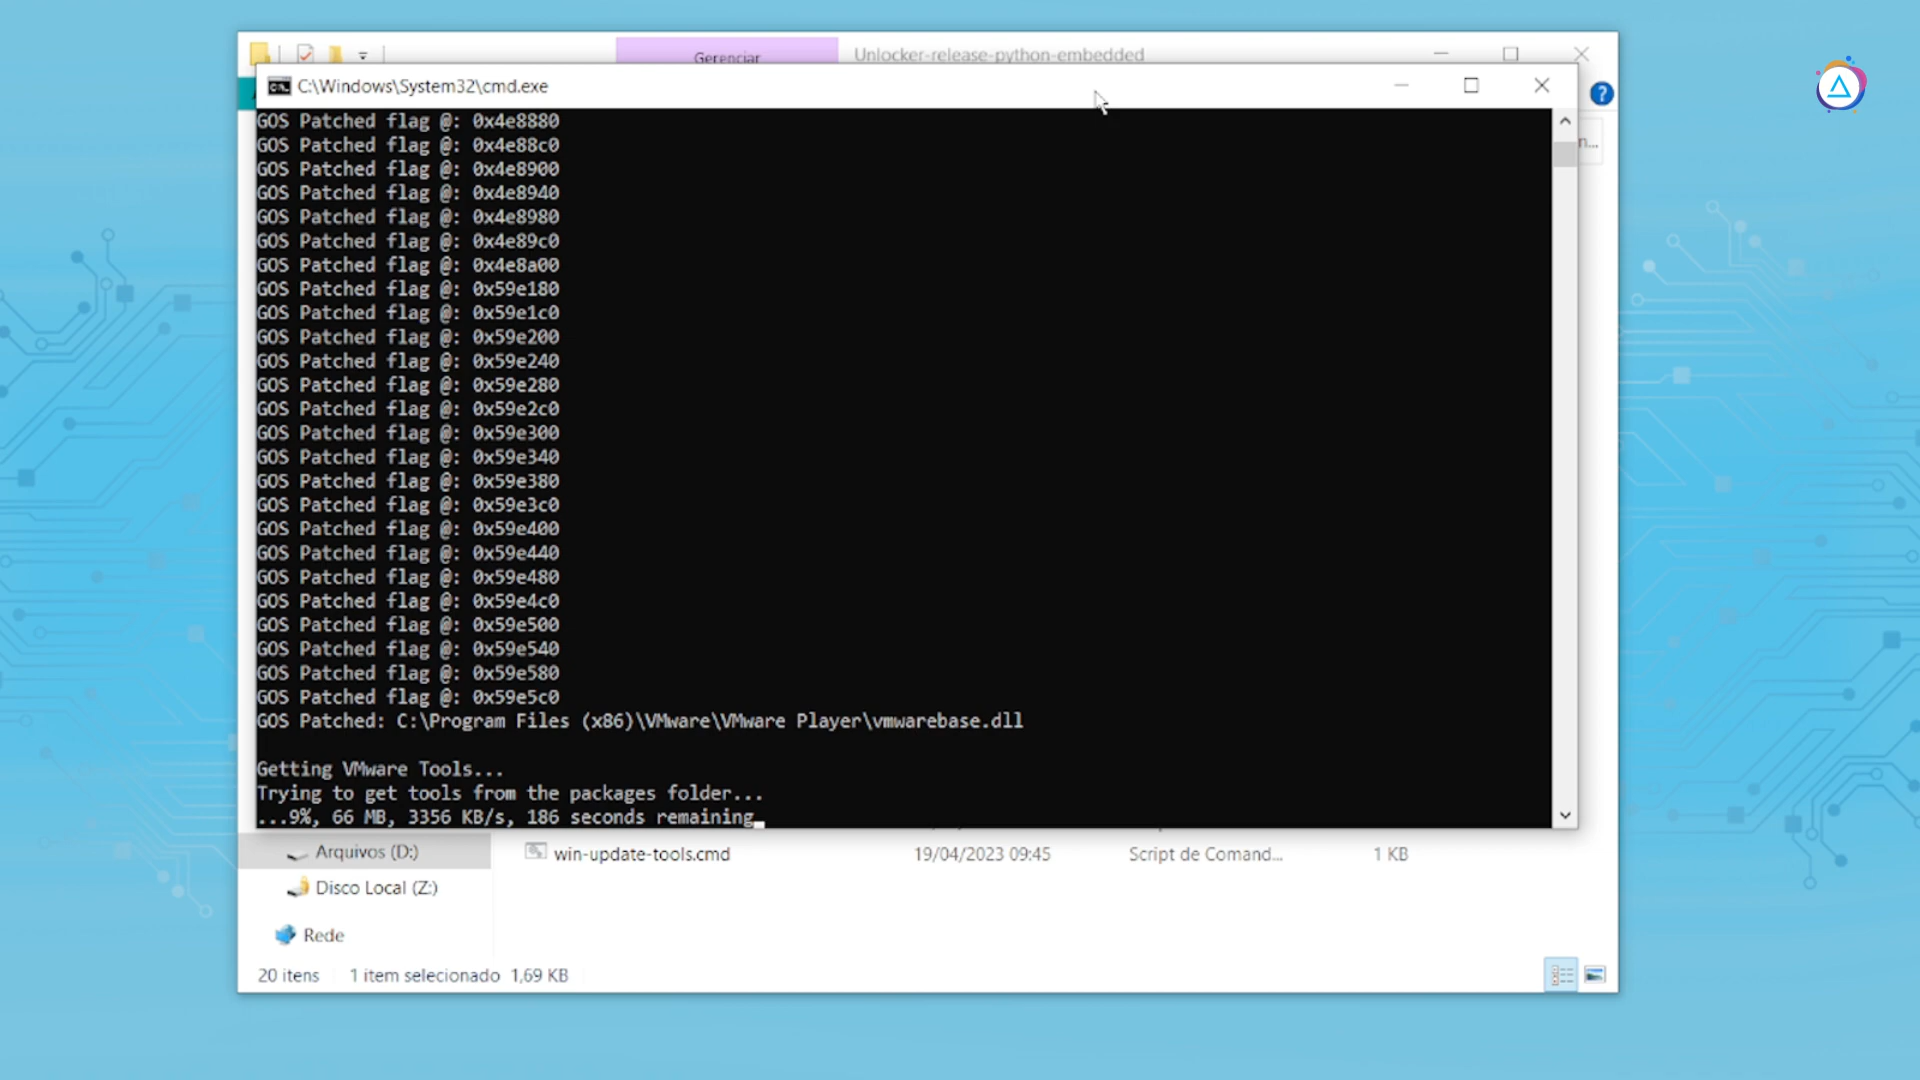 Gerenciar
Unlocker-release-python-embedded
C:\Windows\System32\cmd.exe
GOS Patched flag @: 0x4e8880
GOS Patched flag @: 0x4e88c0
GOS Patched flag @: 0x4e8900
GOS Patched flag @: 0x4e8940
GOS Patched flag @: 0x4e8980
GOS Patched flag @: 0x4e89c0
GOS Patched flag @: 0x4e8a00
GOS Patched flag @: 0x59e180
GOS Patched flag @: 0x59e1c0
GOS Patched flag @: 0x59e200
GOS Patched flag @: 0x59e240
GOS Patched flag @: 0x59e280
GOS Patched flag @: 0x59e2c0
GOS Patched flag @: 0x59e300
GOS Patched flag @: 0x59e340
GOS Patched flag @: 0x59e380
GOS Patched flag @: 0x59e3c0
GOS Patched flag @: 0x59e400
GOS Patched flag @: 0x59e440
GOS Patched flag @: 0x59e480
GOS Patched flag @: 0x59e4c0
GOS Patched flag @: 0x59e500
GOS Patched flag @: 0x59e540
GOS Patched flag @: 0x59e580
GOS Patched flag @: 0x59e5c0
GOS Patched: C:\Program Files (x86)\VMware\VMware Player\vmwarebase.dll
Getting VMware Tools...
Trying to get tools from the packages folder...
...9%, 66 MB, 3356 KB/s, 186 seconds remaining
Arquivos (D:)
win-update-tools.cmd 19/04/2023 09:45 Script de Comand... 1 KB
Disco Local (Z:)
Rede
20 itens 1 item selecionado 1,69 KB